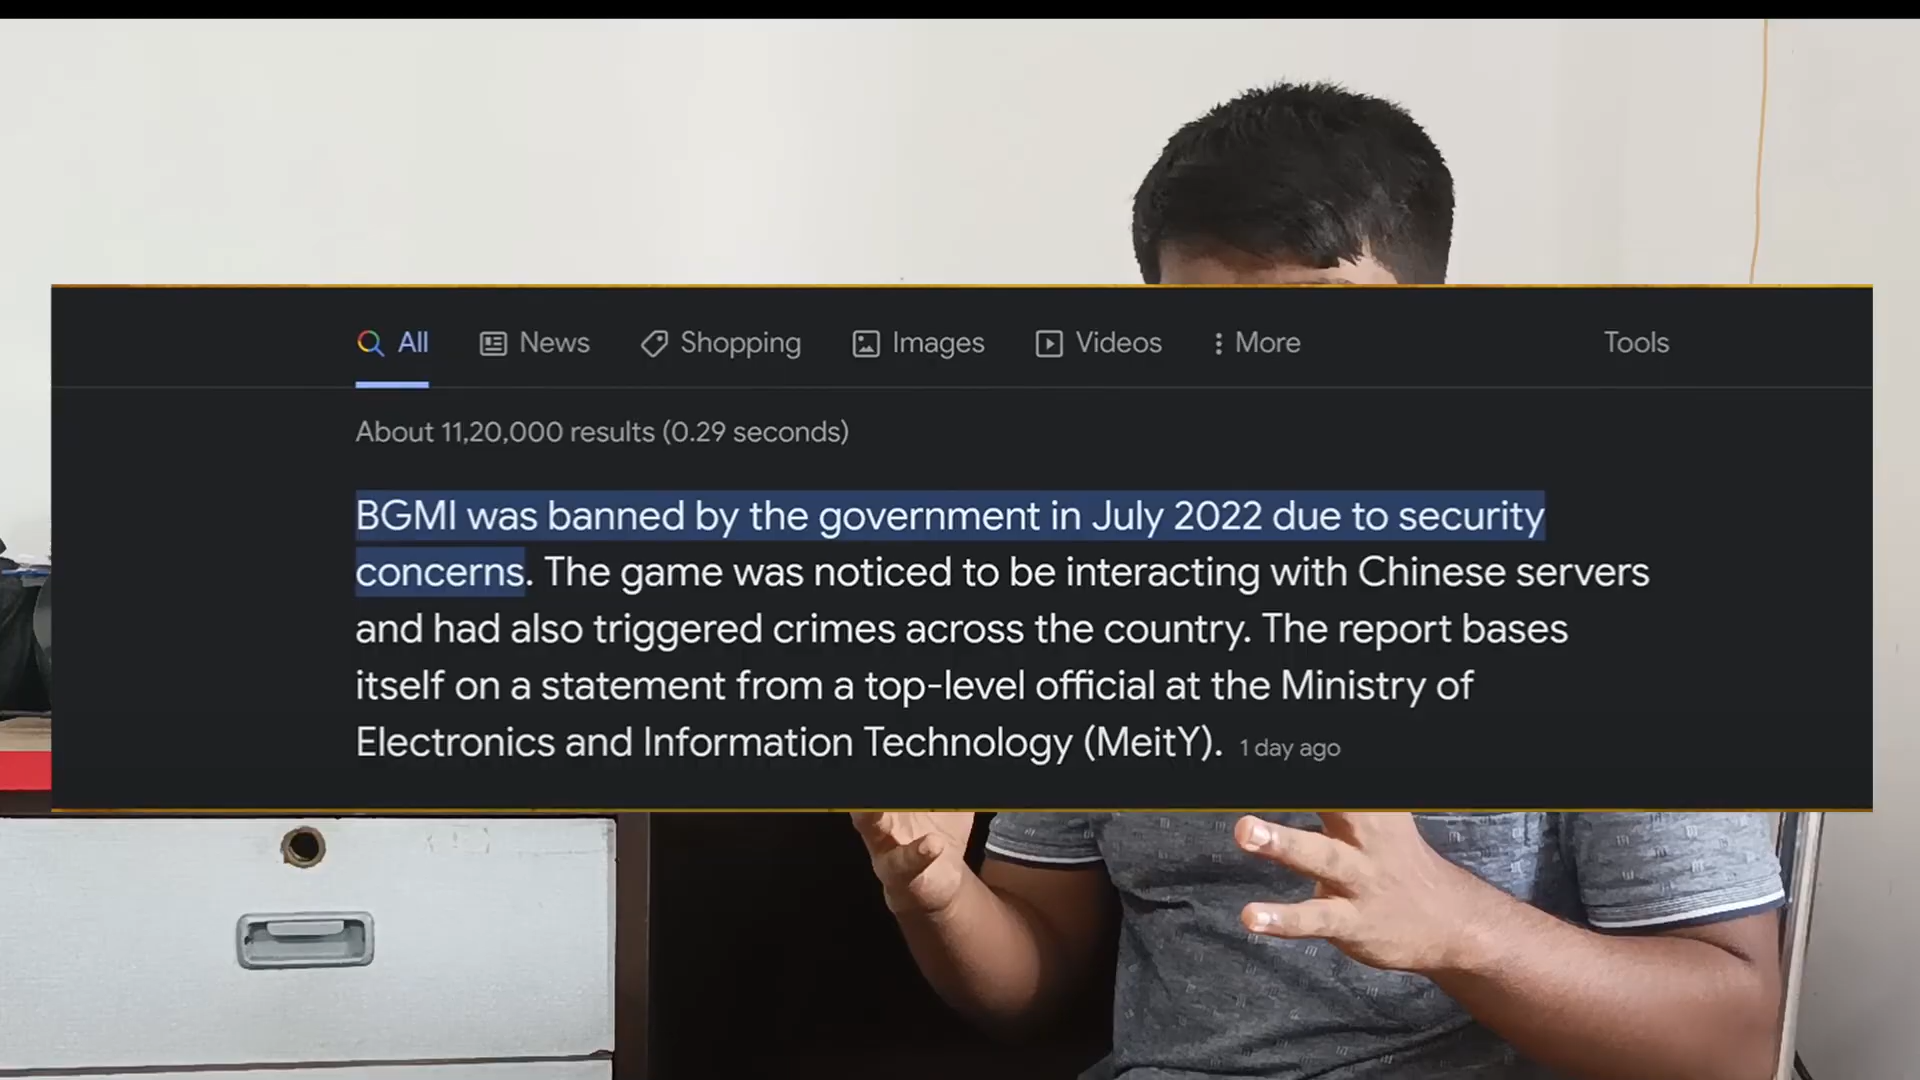 All News Shopping Images Videos More Tools
About 11,20,000 results (0.29 seconds)
BGMI was banned by the government in July 2022 due to security
concerns. The game was noticed to be interacting with Chinese servers
and had also triggered crimes across the country. The report bases
itself on a statement from a top-level official at the Ministry of
Electronics and Information Technology (MeitY). 1 day ago